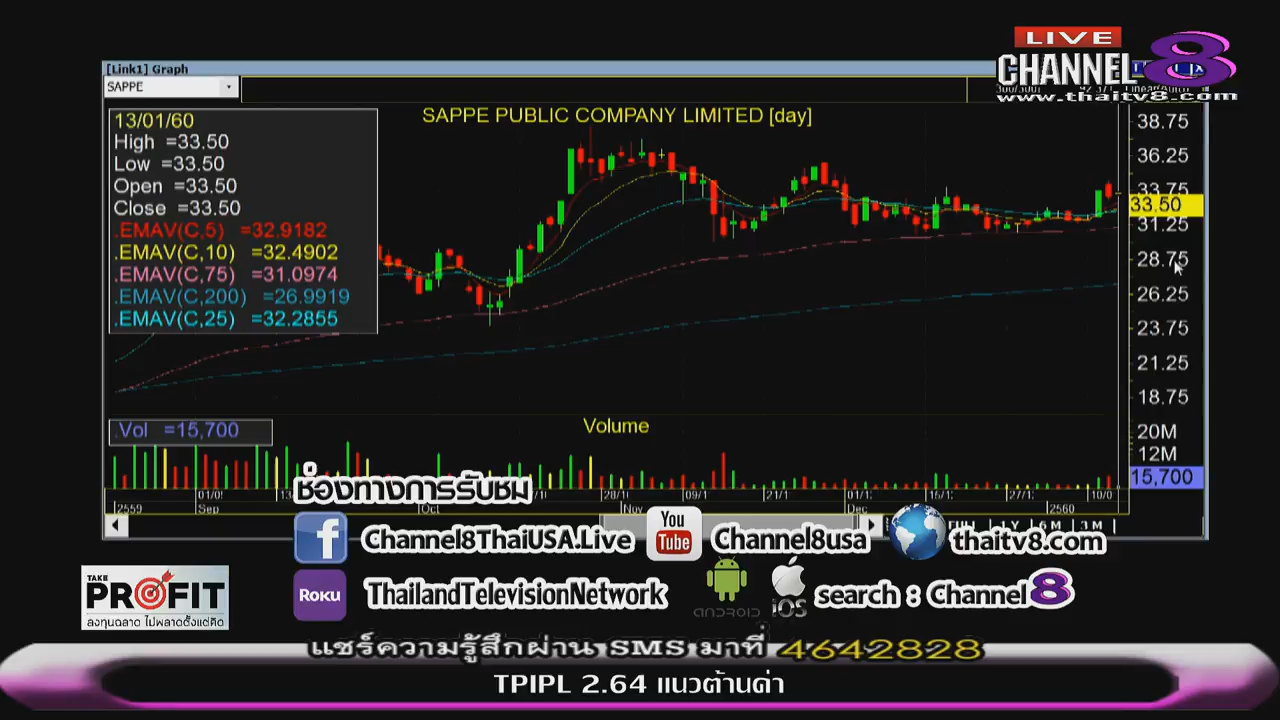 LIVE
CHANNEL 8
www.thaitv8.com
[Link1] Graph
SAPPE
SAPPE PUBLIC COMPANY LIMITED [day]
13/01/60
High =33.50
Low =33.50
Open =33.50
Close =33.50
.EMAV(C,5) =32.9182
.EMAV(C,10) =32.4902
.EMAV(C,75) =31.0974
.EMAV(C,200) =26.9919
.EMAV(C,25) =32.2855
38.75
36.25
33.75
33.50
31.25
28.75
26.25
23.75
21.25
18.75
Volume
.Vol =15,700
20M
12M
15,700
2559 Sep Oct Nov Dec 2560
ช่องทางการรับชม
Channel8ThaiUSA.Live
You Tube
Channel8usa
thaitv8.com
ROKU
ThailandTelevisionNetwork
ดาวน์โหลด
iOS
search : Channel 8
TAKE PROFIT
ลงทุนฉลาด ไม่พลาดตั้งแต่คิด
แชร์ความรู้สึกผ่าน SMS มาที่ 4642828
TPIPL 2.64 แนวต้านค่า